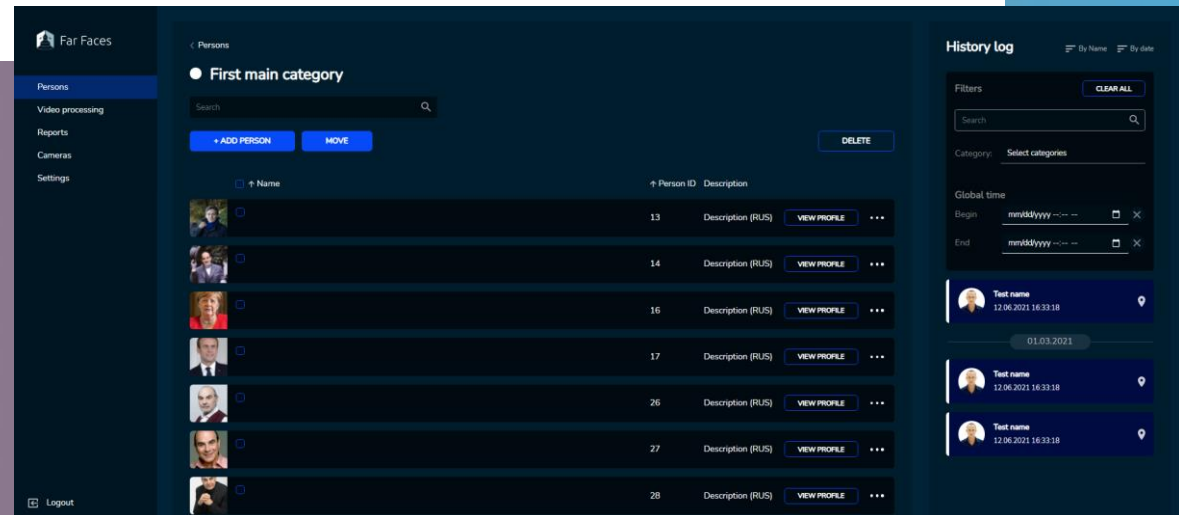 Far Faces
Persons
Video processing
Reports
Cameras
Settings
Logout
< Persons
First main category
Search
+ ADD PERSON MOVE DELETE
↑ Name ↑ Person ID Description
13 Description (RUS) VIEW PROFILE ...
14 Description (RUS) VIEW PROFILE ...
16 Description (RUS) VIEW PROFILE ...
17 Description (RUS) VIEW PROFILE ...
26 Description (RUS) VIEW PROFILE ...
27 Description (RUS) VIEW PROFILE ...
28 Description (RUS) VIEW PROFILE ...
History log By Name By date
Filters CLEAR ALL
Search
Category: Select categories
Global time
Begin mm/dd/yyyy --:-- --
End mm/dd/yyyy --:-- --
Test name
12.06.2021 16:33:18
01.03.2021
Test name
12.06.2021 16:33:18
Test name
12.06.2021 16:33:18